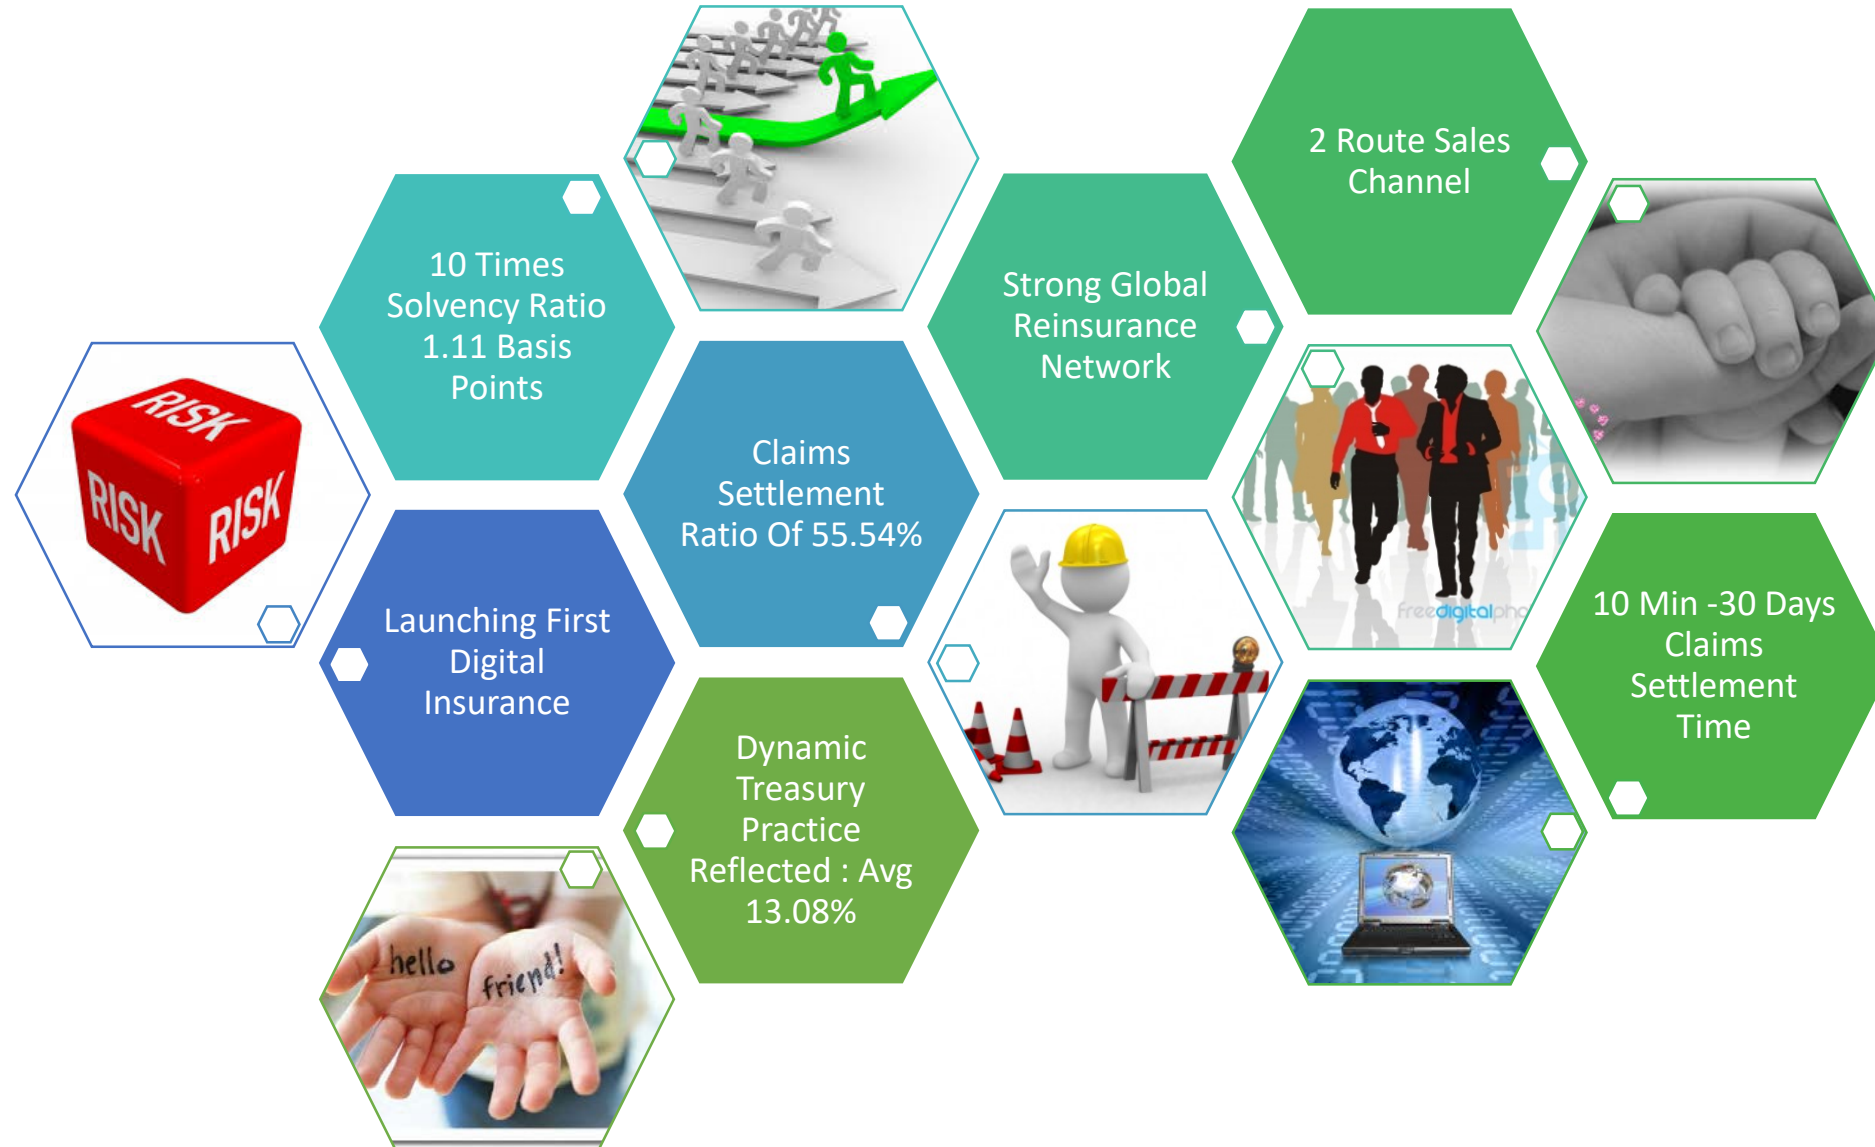 2 Route Sales
Channel
10 Times
Solvency Ratio
1.11 Basis
Points
Strong Global
Reinsurance
Network
RISK
RISK
RISK
Claims
Settlement
Ratio Of 55.54%
Launching First
Digital
Insurance
freedigitalpho
10 Min -30 Days
Claims
Settlement
Time
Dynamic
Treasury
Practice
Reflected : Avg
13.08%
hello
friend!